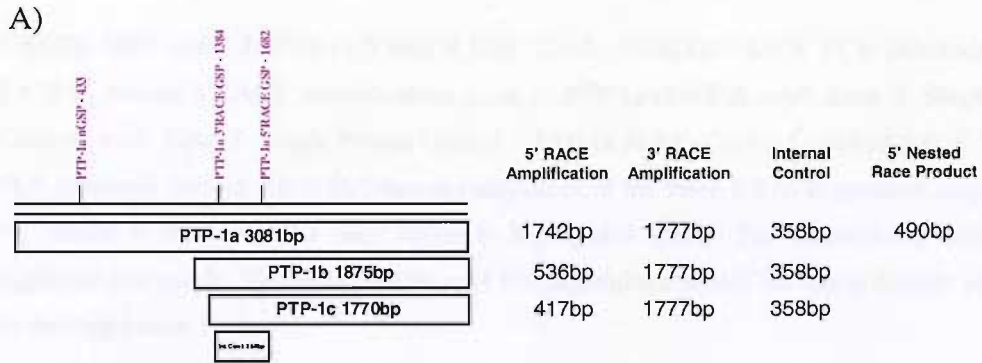 A)
PTP-1a nGSP - 433
PTP-1a 3'RACE GSP - 1384
PTP-1a 5'RACE GSP - 1682
5' RACE Amplification
3' RACE Amplification
Internal Control
5' Nested Race Product
PTP-1a 3081bp
1742bp 1777bp 358bp 490bp
PTP-1b 1875bp
536bp 1777bp 358bp
PTP-1c 1770bp
417bp 1777bp 358bp